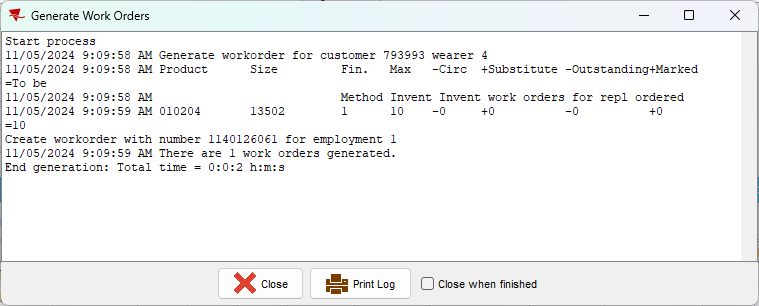 Generate Work Orders
Start process
11/05/2024 9:09:58 AM Generate workorder for customer 793993 wearer 4
11/05/2024 9:09:58 AM Product      Size         Fin.   Max  -Circ  +Substitute -Outstanding+Marked
=To be
11/05/2024 9:09:58 AM                           Method Invent Invent work orders for repl ordered
11/05/2024 9:09:59 AM 010204       13502        1      10   -0     +0          -0          +0
=10
Create workorder with number 1140126061 for employment 1
11/05/2024 9:09:59 AM There are 1 work orders generated.
End generation: Total time = 0:0:2 h:m:s
Close Print Log Close when finished